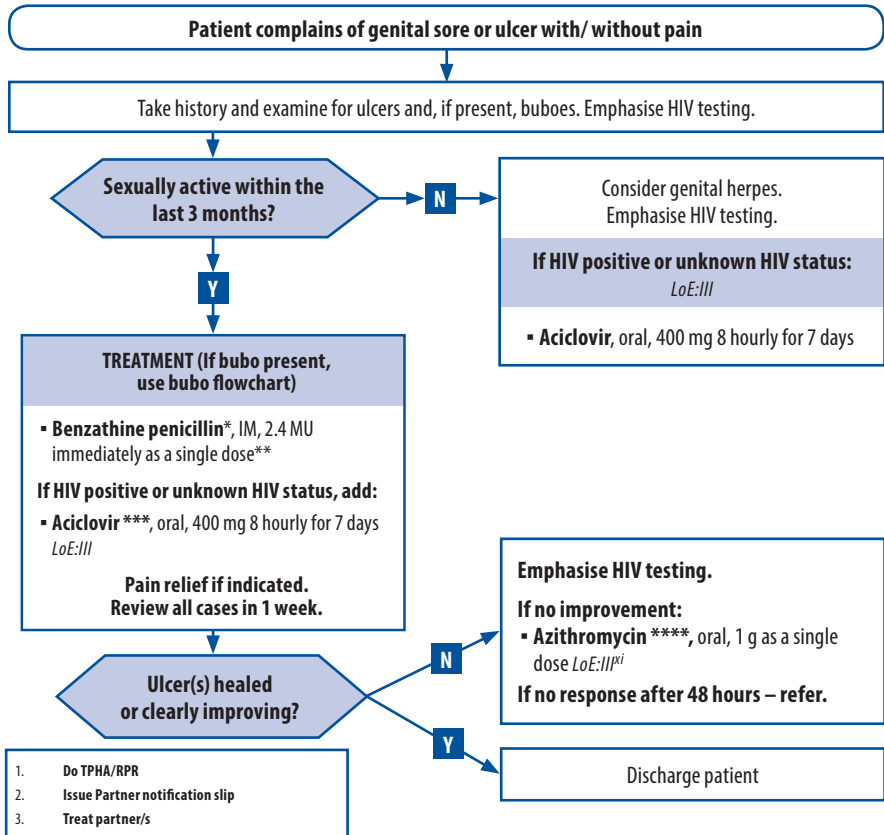 Patient complains of genital sore or ulcer with/ without pain
Take history and examine for ulcers and, if present, buboes. Emphasise HIV testing.
Sexually active within the
last 3 months?
N
Consider genital herpes.
Emphasise HIV testing.
If HIV positive or unknown HIV status:
LoE:III
▪ Aciclovir, oral, 400 mg 8 hourly for 7 days
Y
TREATMENT (If bubo present,
use bubo flowchart)
▪ Benzathine penicillin*, IM, 2.4 MU
immediately as a single dose**
If HIV positive or unknown HIV status, add:
▪ Aciclovir ***, oral, 400 mg 8 hourly for 7 days
LoE:III
Pain relief if indicated.
Review all cases in 1 week.
Ulcer(s) healed
or clearly improving?
N
Emphasise HIV testing.
If no improvement:
▪ Azithromycin ****, oral, 1 g as a single
dose LoE:IIIxi
If no response after 48 hours – refer.
Y
Discharge patient
1. Do TPHA/RPR
2. Issue Partner notification slip
3. Treat partner/s